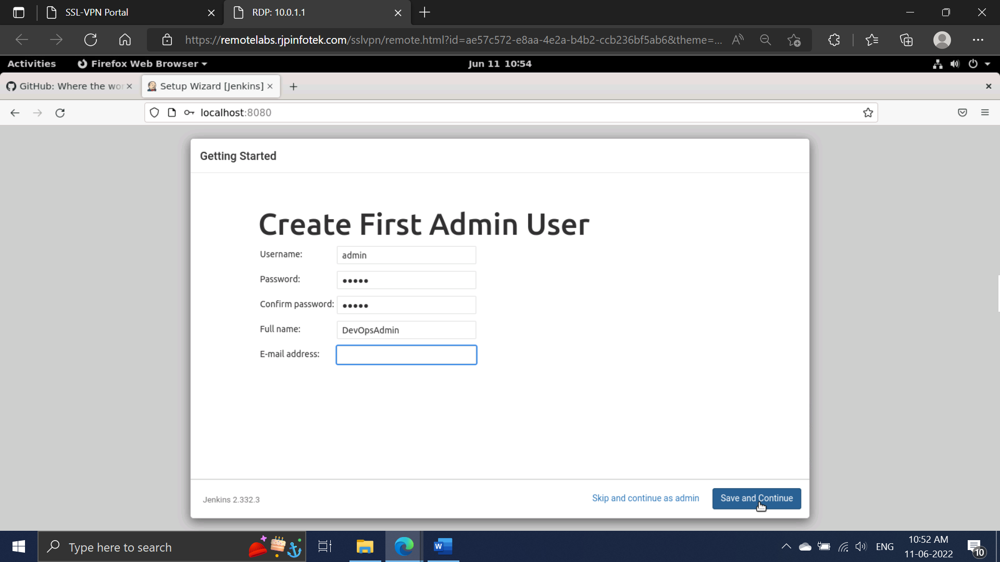 SSL-VPN Portal
RDP: 10.0.1.1
https://remotelabs.rjpinfotek.com/sslvpn/remote.html?id=ae57c572-e8aa-4e2a-b4b2-ccb236bf5ab6&theme=...
Activities
Firefox Web Browser
Jun 11 10:54
GitHub: Where the wor
Setup Wizard [Jenkins]
localhost:8080
Getting Started
Create First Admin User
Username:
admin
Password:
•••••
Confirm password:
•••••
Full name:
DevOpsAdmin
E-mail address:
Jenkins 2.332.3
Skip and continue as admin
Save and Continue
Type here to search
W
ENG
10:52 AM
11-06-2022
10